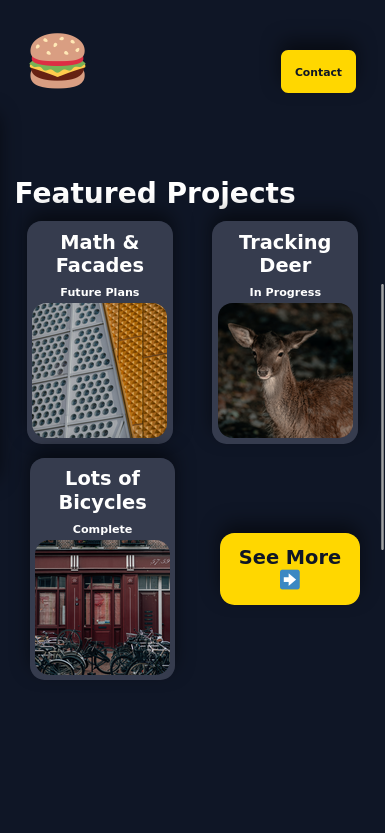 Contact
Featured Projects
Math &
Facades
Future Plans
Tracking
Deer
In Progress
Lots of
Bicycles
Complete
See More
➡️